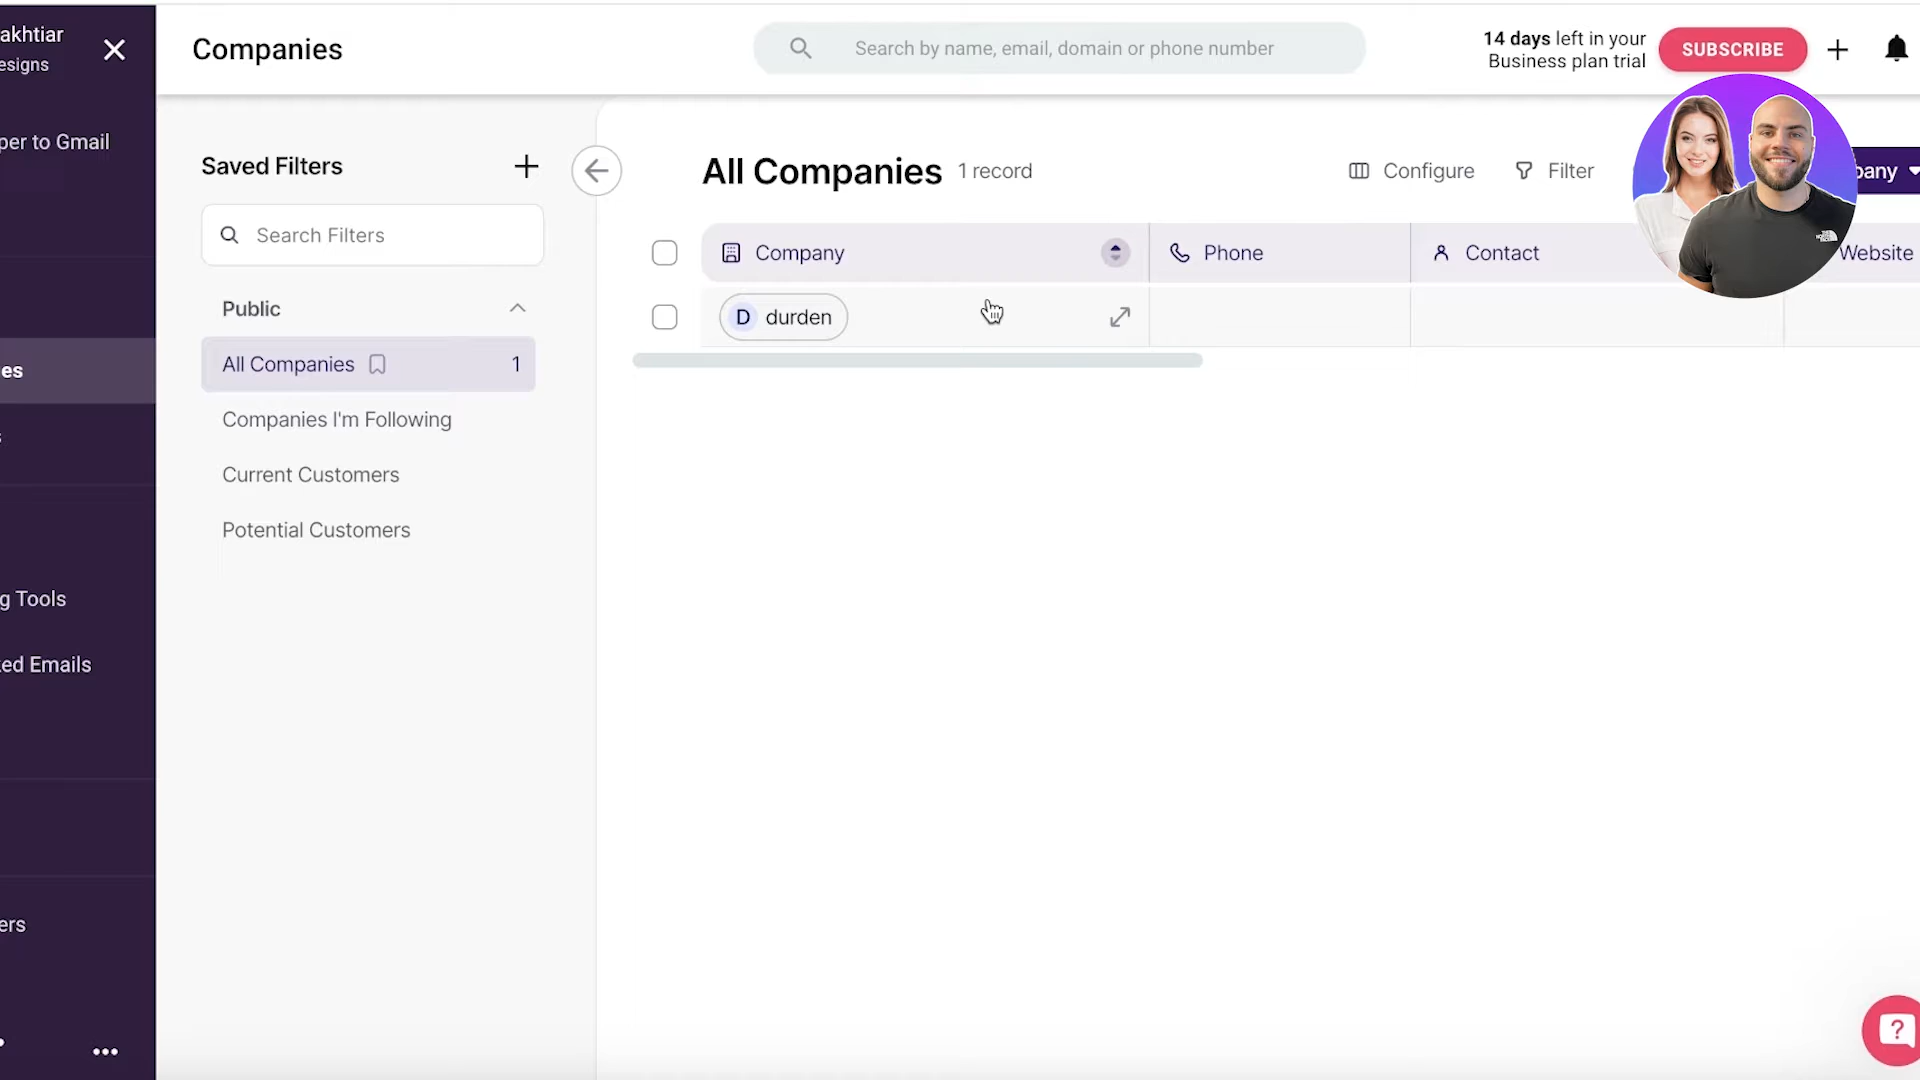 akhtiar
esigns
per to Gmail
es
s
g Tools
ked Emails
ers
Companies
Search by name, email, domain or phone number
14 days left in your
Business plan trial
SUBSCRIBE
Saved Filters
Search Filters
Public
All Companies 1
Companies I'm Following
Current Customers
Potential Customers
All Companies 1 record
Configure
Filter
pany
Company
Phone
Contact
Website
D durden